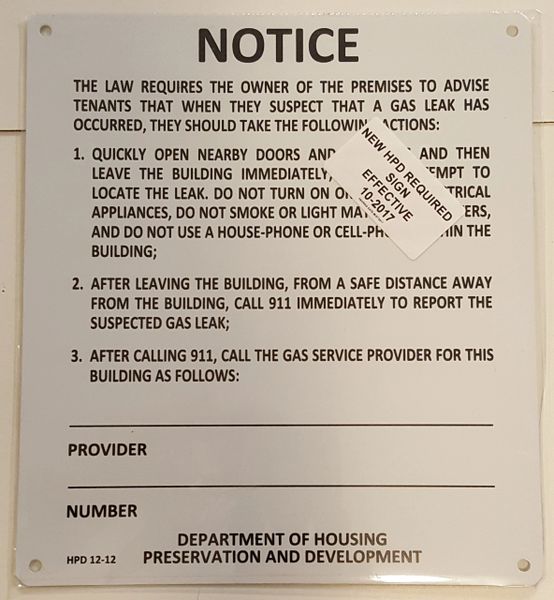 NOTICE
THE LAW REQUIRES THE OWNER OF THE PREMISES TO ADVISE
TENANTS THAT WHEN THEY SUSPECT THAT A GAS LEAK HAS
OCCURRED, THEY SHOULD TAKE THE FOLLOWIN ACTIONS:
1. QUICKLY OPEN NEARBY DOORS AND AND THEN
LEAVE THE BUILDING IMMEDIATELY, EMPT TO
LOCATE THE LEAK. DO NOT TURN ON O TRICAL
APPLIANCES, DO NOT SMOKE OR LIGHT MA ERS,
AND DO NOT USE A HOUSE-PHONE OR CELL-PH IN THE
BUILDING;
NEW HPD REQUIRED
SIGN
EFFECTIVE
10-2017
2. AFTER LEAVING THE BUILDING, FROM A SAFE DISTANCE AWAY
FROM THE BUILDING, CALL 911 IMMEDIATELY TO REPORT THE
SUSPECTED GAS LEAK;
3. AFTER CALLING 911, CALL THE GAS SERVICE PROVIDER FOR THIS
BUILDING AS FOLLOWS:
PROVIDER
NUMBER
DEPARTMENT OF HOUSING
HPD 12-12 PRESERVATION AND DEVELOPMENT